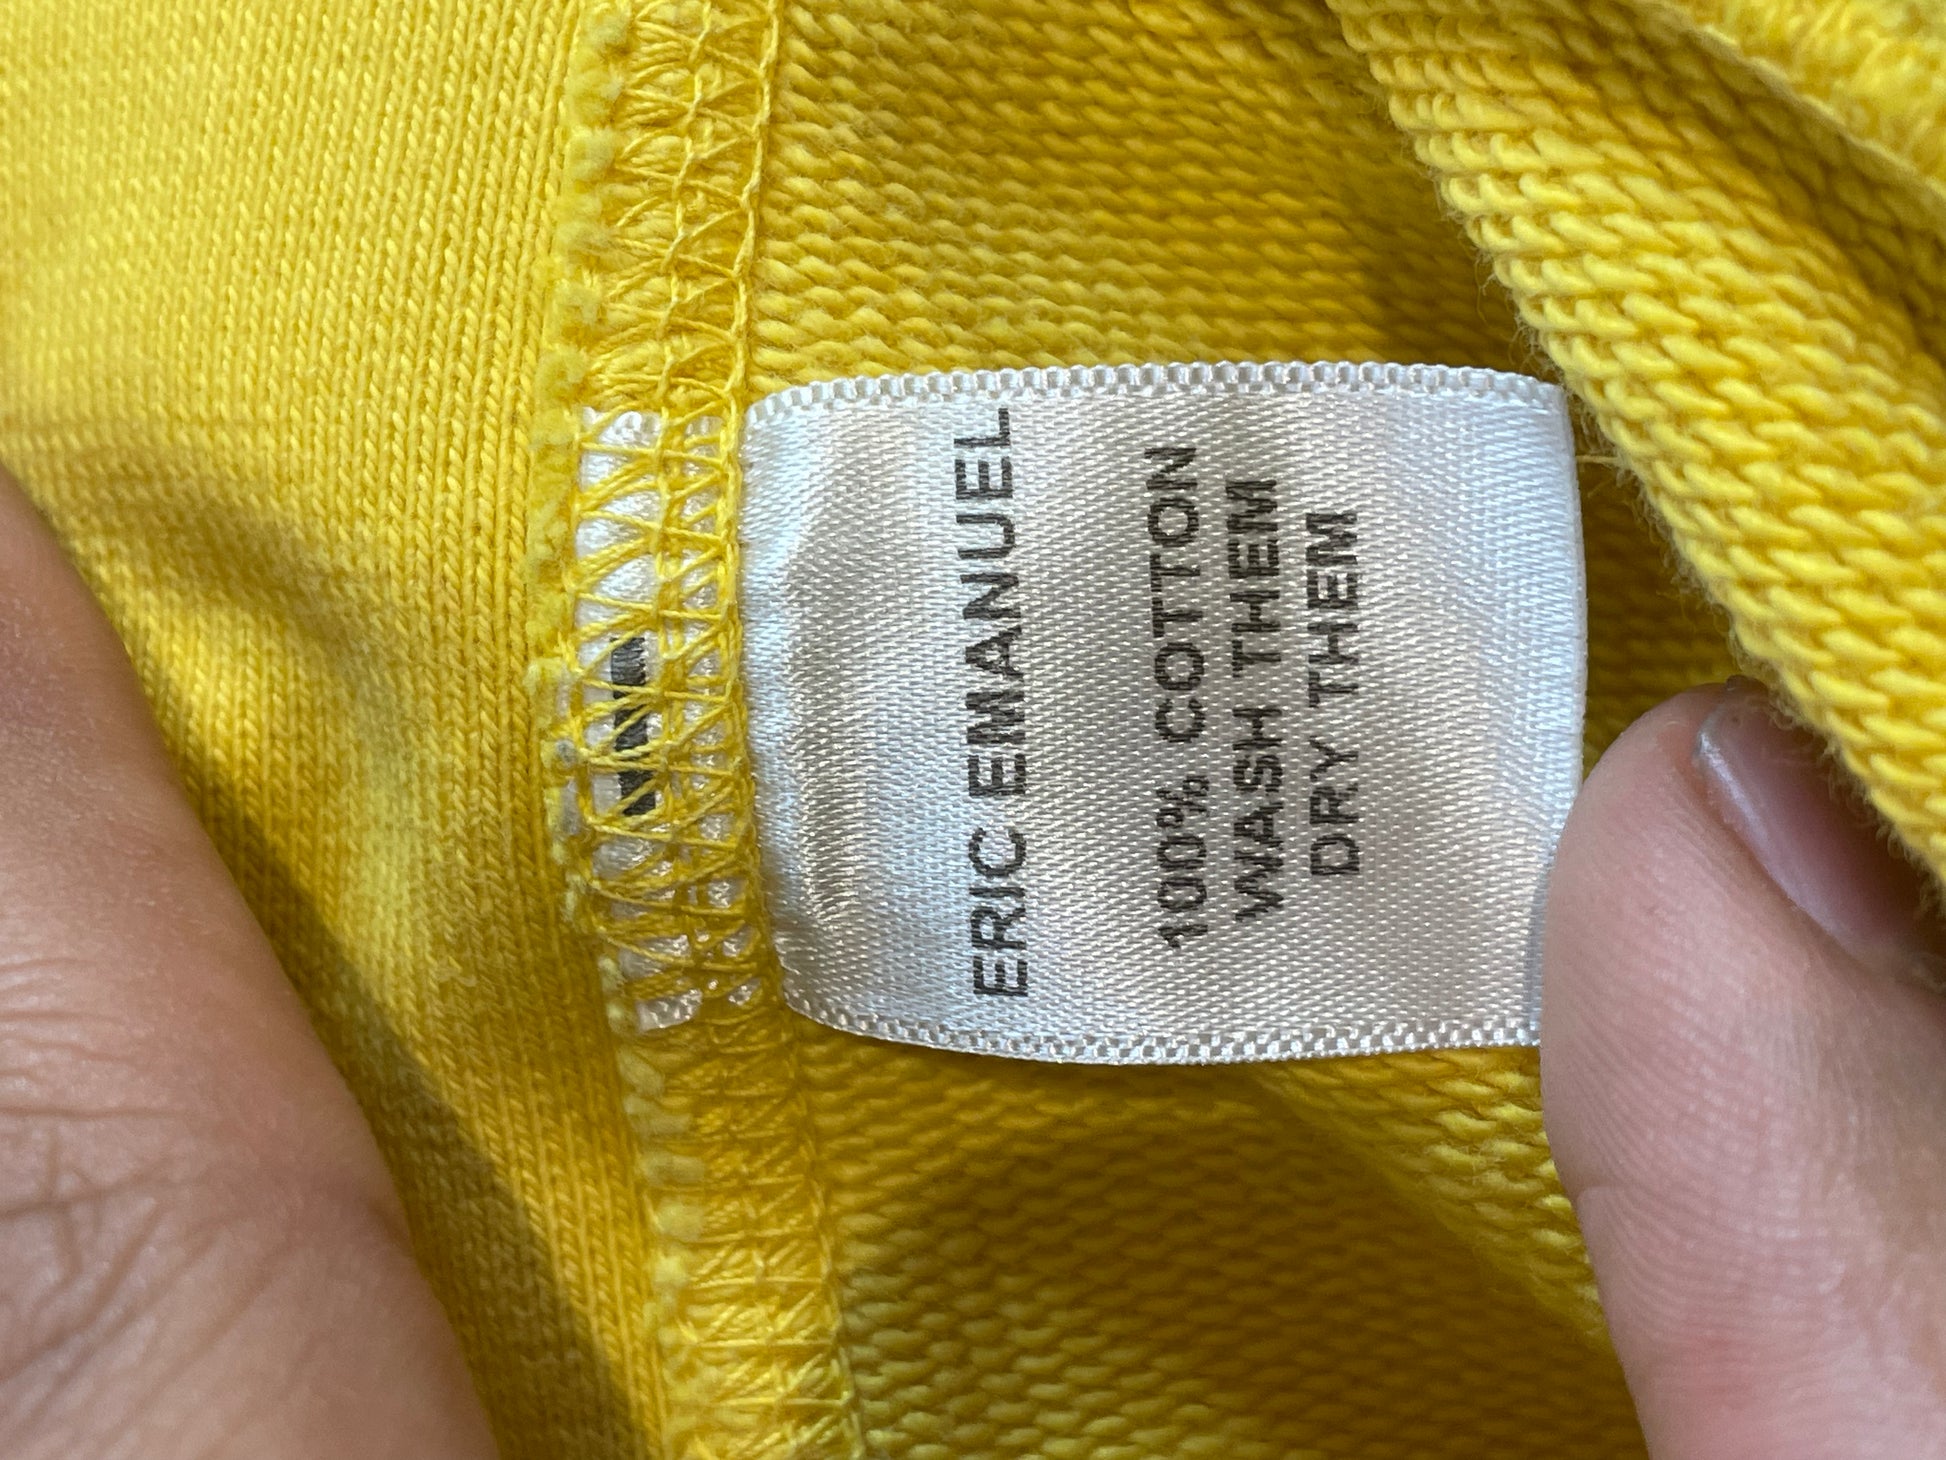 ERIC EMANUEL
100% COTTON
WASH THEM
DRY THEM